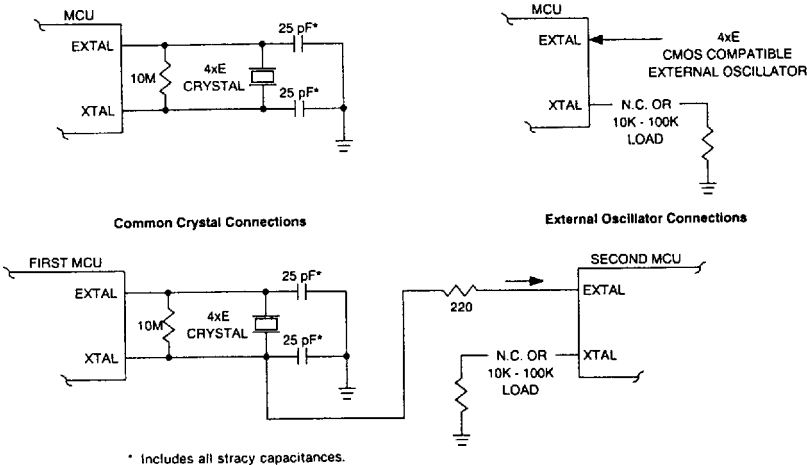 MCU
EXTAL
25 pF*
10M
4xE
CRYSTAL
25 pF*
XTAL
MCU
EXTAL
4xE
CMOS COMPATIBLE
EXTERNAL OSCILLATOR
XTAL
N.C. OR
10K - 100K
LOAD
Common Crystal Connections
External Oscillator Connections
FIRST MCU
EXTAL
25 pF*
10M
4xE
CRYSTAL
25 pF*
XTAL
220
SECOND MCU
EXTAL
XTAL
N.C. OR
10K - 100K
LOAD
* Includes all stracy capacitances.